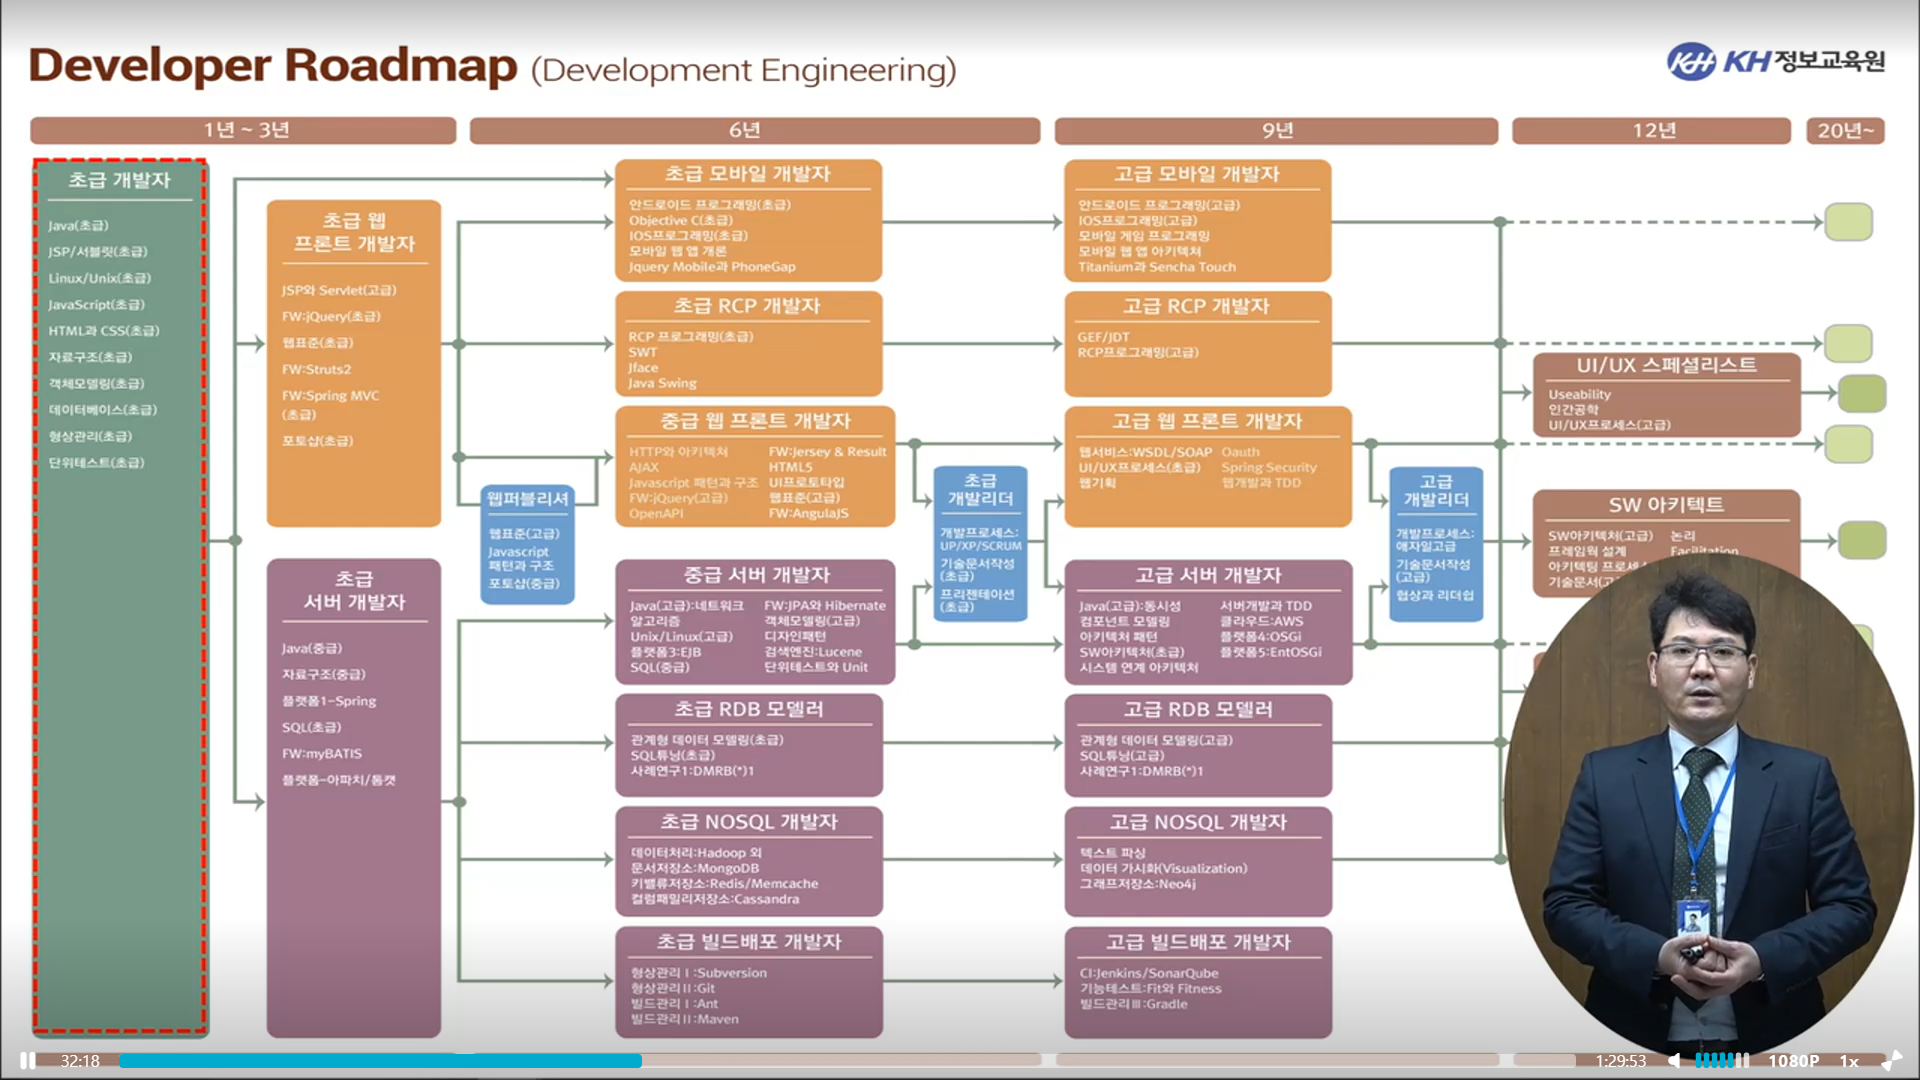 Developer Roadmap (Development Engineering)
KH KH정보교육원
1년 ~ 3년
6년
9년
12년
20년~
초급 개발자
Java(초급)
JSP/서블릿(초급)
Linux/Unix(초급)
JavaScript(초급)
HTML과 CSS(초급)
자료구조(초급)
객체모델링(초급)
데이터베이스(초급)
형상관리(초급)
단위테스트(초급)
초급 웹
프론트 개발자
JSP와 Servlet(고급)
FW:jQuery(초급)
웹표준(초급)
FW:Struts2
FW:Spring MVC
(초급)
포토샵(초급)
초급
서버 개발자
Java(중급)
자료구조(중급)
플랫폼1-Spring
SQL(초급)
FW:myBATIS
플랫폼-아파치/톰캣
웹퍼블리셔
웹표준(고급)
Javascript
패턴과 구조
포토샵(중급)
초급 모바일 개발자
안드로이드 프로그래밍(초급)
Objective C(초급)
IOS프로그래밍(초급)
모바일 웹 앱 개론
Jquery Mobile과 PhoneGap
초급 RCP 개발자
RCP 프로그래밍(초급)
SWT
Jface
Java Swing
중급 웹 프론트 개발자
HTTP와 아키텍처
AJAX
Javascript 패턴과 구조
FW:jQuery(고급)
OpenAPI
FW:Jersey & Result
HTML5
UI프로토타입
웹표준(고급)
FW:AngulaJS
중급 서버 개발자
Java(고급):네트워크
알고리즘
Unix/Linux(고급)
플랫폼3:EJB
SQL(중급)
FW:JPA와 Hibernate
객체모델링(고급)
디자인패턴
검색엔진:Lucene
단위테스트와 Unit
초급 RDB 모델러
관계형 데이터 모델링(초급)
SQL튜닝(초급)
사례연구1:DMRB(*)1
초급 NOSQL 개발자
데이터처리:Hadoop 외
문서저장소:MongoDB
키밸류저장소:Redis/Memcache
컬럼패밀리저장소:Cassandra
초급 빌드배포 개발자
형상관리Ⅰ:Subversion
형상관리Ⅱ:Git
빌드관리Ⅰ:Ant
빌드관리Ⅱ:Maven
초급
개발리더
개발프로세스:
UP/XP/SCRUM
기술문서작성
(초급)
프리젠테이션
(초급)
고급 모바일 개발자
안드로이드 프로그래밍(고급)
IOS프로그래밍(고급)
모바일 게임 프로그래밍
모바일 웹 앱 아키텍처
Titanium과 Sencha Touch
고급 RCP 개발자
GEF/JDT
RCP프로그래밍(고급)
고급 웹 프론트 개발자
웹서비스:WSDL/SOAP
UI/UX프로세스(초급)
웹기획
Oauth
Spring Security
웹개발과 TDD
고급 서버 개발자
Java(고급):동시성
컴포넌트 모델링
아키텍처 패턴
SW아키텍처(초급)
시스템 연계 아키텍처
서버개발과 TDD
클라우드:AWS
플랫폼4:OSGi
플랫폼5:EntOSGi
고급 RDB 모델러
관계형 데이터 모델링(고급)
SQL튜닝(고급)
사례연구1:DMRB(*)1
고급 NOSQL 개발자
텍스트 파싱
데이터 가시화(Visualization)
그래프저장소:Neo4j
고급 빌드배포 개발자
CI:Jenkins/SonarQube
기능테스트:Fit와 Fitness
빌드관리Ⅲ:Gradle
고급
개발리더
개발프로세스:
애자일고급
기술문서작성
(고급)
협상과 리더쉽
UI/UX 스페셜리스트
Useability
인간공학
UI/UX프로세스(고급)
SW 아키텍트
SW아키텍처(고급)
프레임웍 설계
아키텍팅
논리
Facilitation
32:18
1:29:53
1080P
1x